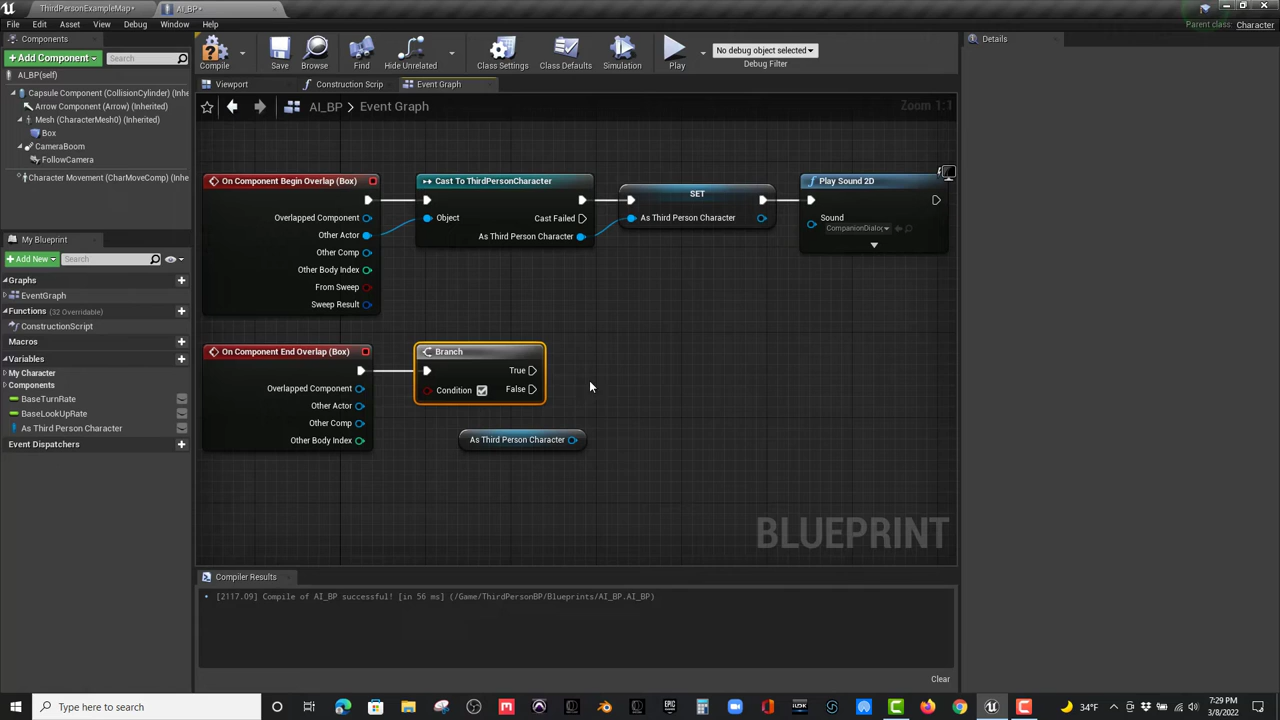 ThirdPersonExampleMap*
AI_BP*
File Edit Asset View Debug Window Help
Parent class: Character
Components
+Add Component
Search
AI_BP(self)
Capsule Component (CollisionCylinder) (Inherited)
Arrow Component (Arrow) (Inherited)
Mesh (CharacterMesh0) (Inherited)
Box
CameraBoom
FollowCamera
Character Movement (CharMoveComp) (Inhe
My Blueprint
+Add New
Search
Graphs
EventGraph
Functions (32 Overridable)
ConstructionScript
Macros
Variables
My Character
Components
BaseTurnRate
BaseLookUpRate
As Third Person Character
Event Dispatchers
Compile
Save
Browse
Find
Hide Unrelated
Class Settings
Class Defaults
Simulation
Play
No debug object selected
Debug Filter
Viewport
Construction Scrip
Event Graph
AI_BP > Event Graph
Zoom 1:1
On Component Begin Overlap (Box)
Overlapped Component
Other Actor
Other Comp
Other Body Index
From Sweep
Sweep Result
Cast To ThirdPersonCharacter
Object
Cast Failed
As Third Person Character
SET
As Third Person Character
Play Sound 2D
Sound
CompanionDialog
On Component End Overlap (Box)
Overlapped Component
Other Actor
Other Comp
Other Body Index
Branch
True
Condition
False
As Third Person Character
BLUEPRINT
Compiler Results
[2117.09] Compile of AI_BP successful! [in 56 ms] (/Game/ThirdPersonBP/Blueprints/AI_BP.AI_BP)
Clear
Details
Type here to search
34°F
7:29 PM
3/8/2022